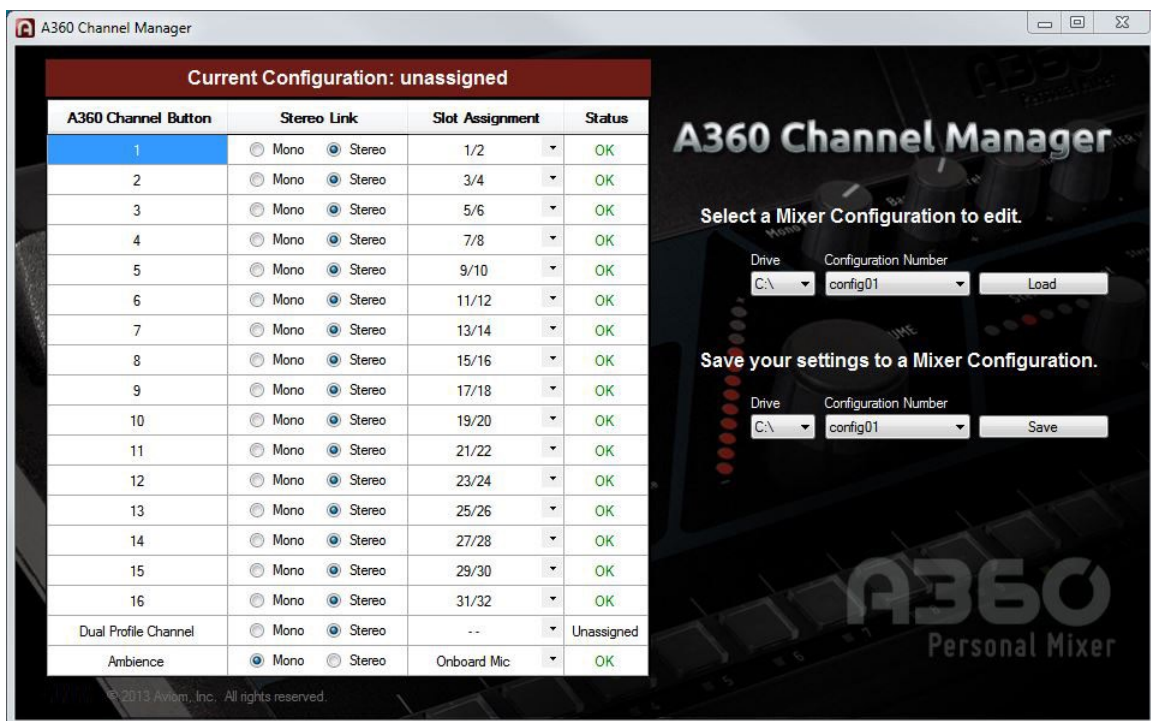 A360 Channel Manager
Current Configuration: unassigned
A360 Channel Button Stereo Link Slot Assignment Status
1 Mono Stereo 1/2 OK
2 Mono Stereo 3/4 OK
3 Mono Stereo 5/6 OK
4 Mono Stereo 7/8 OK
5 Mono Stereo 9/10 OK
6 Mono Stereo 11/12 OK
7 Mono Stereo 13/14 OK
8 Mono Stereo 15/16 OK
9 Mono Stereo 17/18 OK
10 Mono Stereo 19/20 OK
11 Mono Stereo 21/22 OK
12 Mono Stereo 23/24 OK
13 Mono Stereo 25/26 OK
14 Mono Stereo 27/28 OK
15 Mono Stereo 29/30 OK
16 Mono Stereo 31/32 OK
Dual Profile Channel Mono Stereo -- Unassigned
Ambience Mono Stereo Onboard Mic OK
© 2013 Aviom, Inc. All rights reserved.
A360
Personal Mixer
A360 Channel Manager
Select a Mixer Configuration to edit.
Drive Configuration Number
C:\ config01 Load
Save your settings to a Mixer Configuration.
Drive Configuration Number
C:\ config01 Save
A360
Personal Mixer